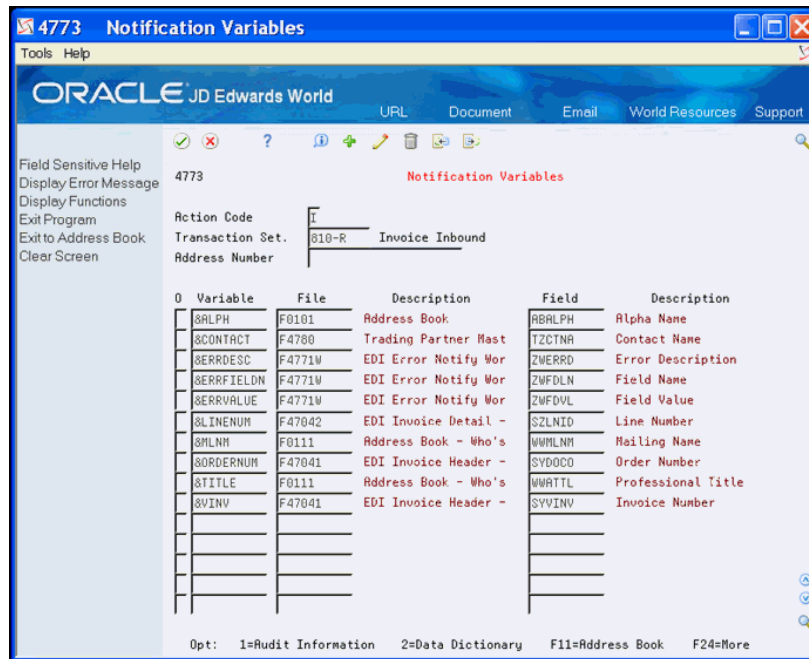 4773 Notification Variables
Tools Help
ORACLE JD Edwards World
URL Document Email World Resources Support
Field Sensitive Help
Display Error Message
Display Functions
Exit Program
Exit to Address Book
Clear Screen
4773 Notification Variables
Action Code I
Transaction Set. 810-R Invoice Inbound
Address Number
O Variable File Description Field Description
&ALPH F0101 Address Book ABALPH Alpha Name
&CONTACT F4780 Trading Partner Mast TZCTNA Contact Name
&ERRDESC F4771W EDI Error Notify Wor ZWERRD Error Description
&ERRFIELDN F4771W EDI Error Notify Wor ZWFDLN Field Name
&ERRVALUE F4771W EDI Error Notify Wor ZWFDVL Field Value
&LINENUM F47042 EDI Invoice Detail - SZLNID Line Number
&MLNM F0111 Address Book - Who's WWMLNM Mailing Name
&ORDERNUM F47041 EDI Invoice Header - SYDOCO Order Number
&TITLE F0111 Address Book - Who's WWATTL Professional Title
&VINV F47041 EDI Invoice Header - SYVINV Invoice Number
Opt: 1=Audit Information 2=Data Dictionary F11=Address Book F24=More